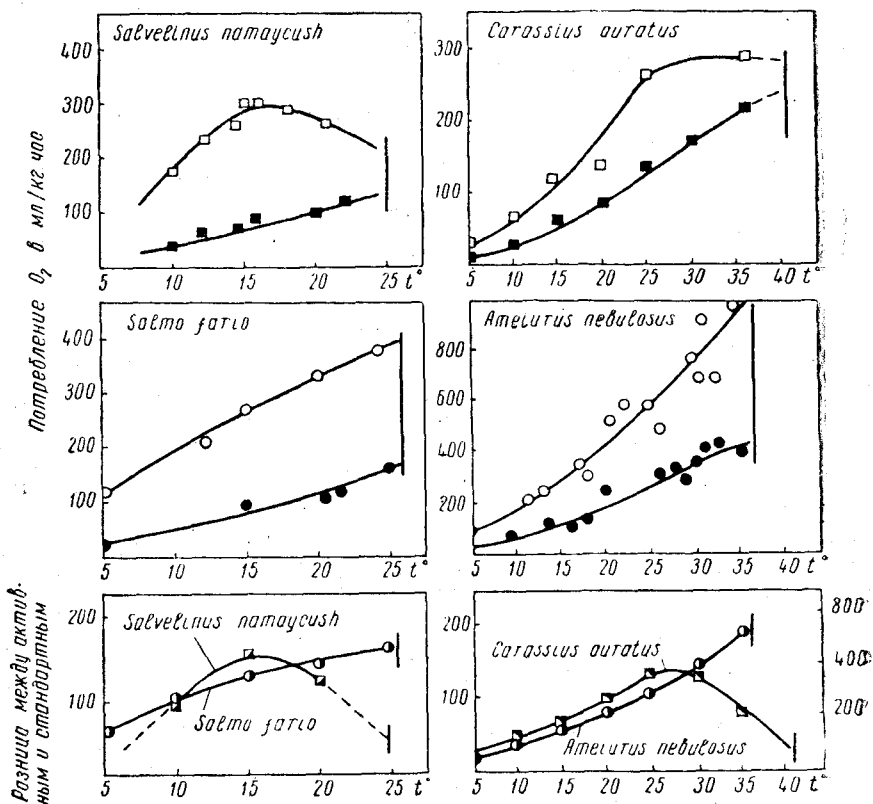 Salvelinus namaycush
400
300
200
100
10 15 20 25 t°
Carassius auratus
300
200
100
5 10 15 20 25 30 35 40 t°
Потребление O₂ в мл/кг час
Salmo fario
400
300
200
100
5 10 15 20 25 t°
Ameiurus nebulosus
800
600
400
200
5 10 15 20 25 30 35 40 t°
Розница между актив-
ным и стандартным
Salvelinus namaycush
200
100
Salmo fario
5 10 15 20 25 t°
Carassius auratus
200
100
800
400
200
Ameiurus nebulosus
5 10 15 20 25 30 35 40 t°